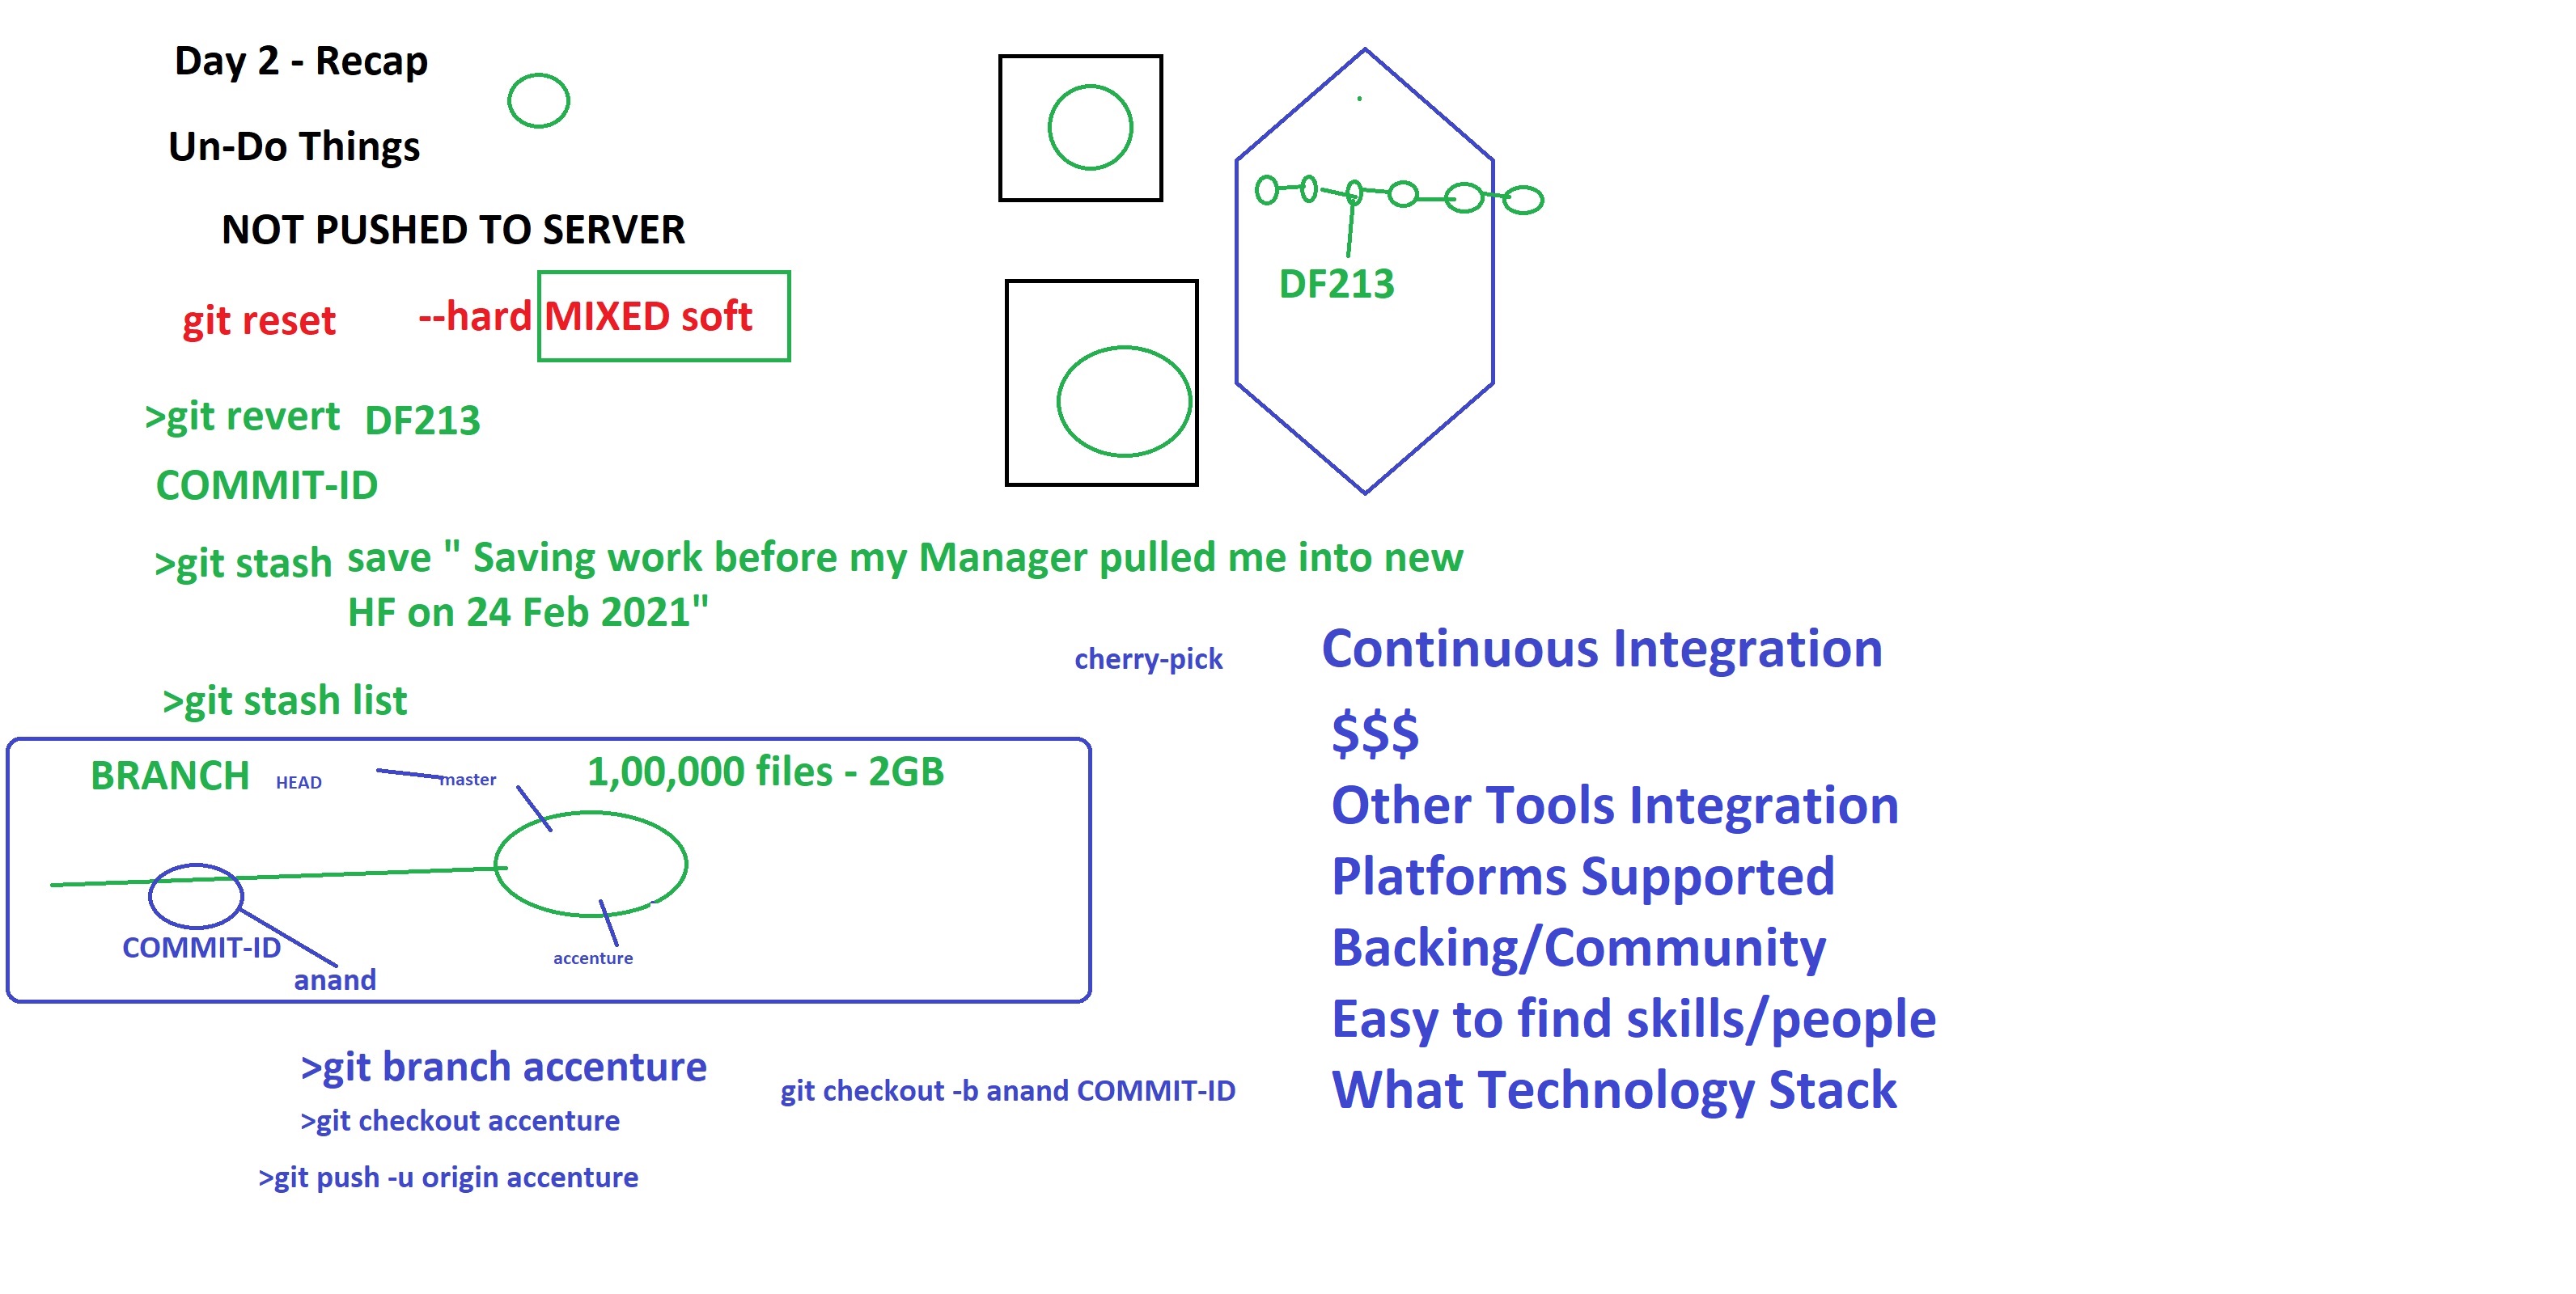 Day 2 - Recap
Un-Do Things
NOT PUSHED TO SERVER
git reset --hard MIXED soft
DF213
>git revert DF213
COMMIT-ID
>git stash save " Saving work before my Manager pulled me into new
HF on 24 Feb 2021"
>git stash list
BRANCH HEAD master 1,00,000 files - 2GB
COMMIT-ID
anand
accenture
>git branch accenture
>git checkout accenture
>git push -u origin accenture
git checkout -b anand COMMIT-ID
cherry-pick
Continuous Integration
$$$
Other Tools Integration
Platforms Supported
Backing/Community
Easy to find skills/people
What Technology Stack